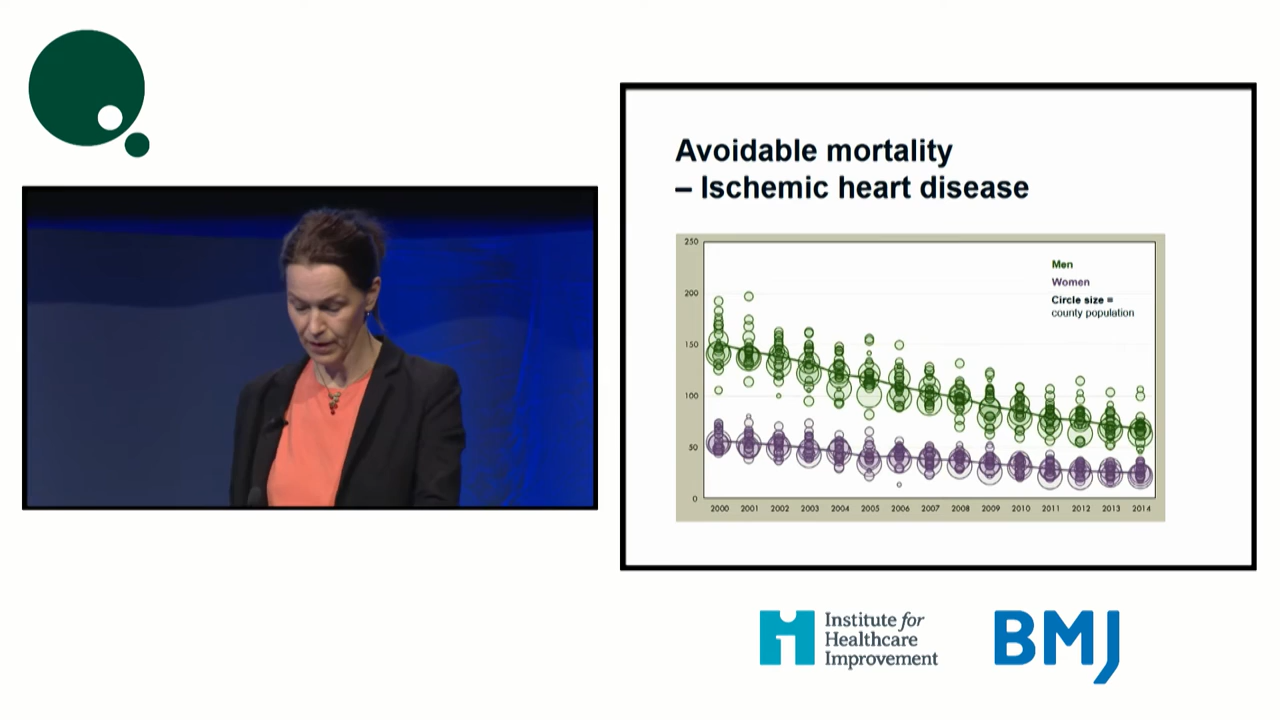 Avoidable mortality
– Ischemic heart disease
250
200
150
100
50
0
Men
Women
Circle size =
county population
2000 2001 2002 2003 2004 2005 2006 2007 2008 2009 2010 2011 2012 2013 2014
Institute for
Healthcare
Improvement
BMJ